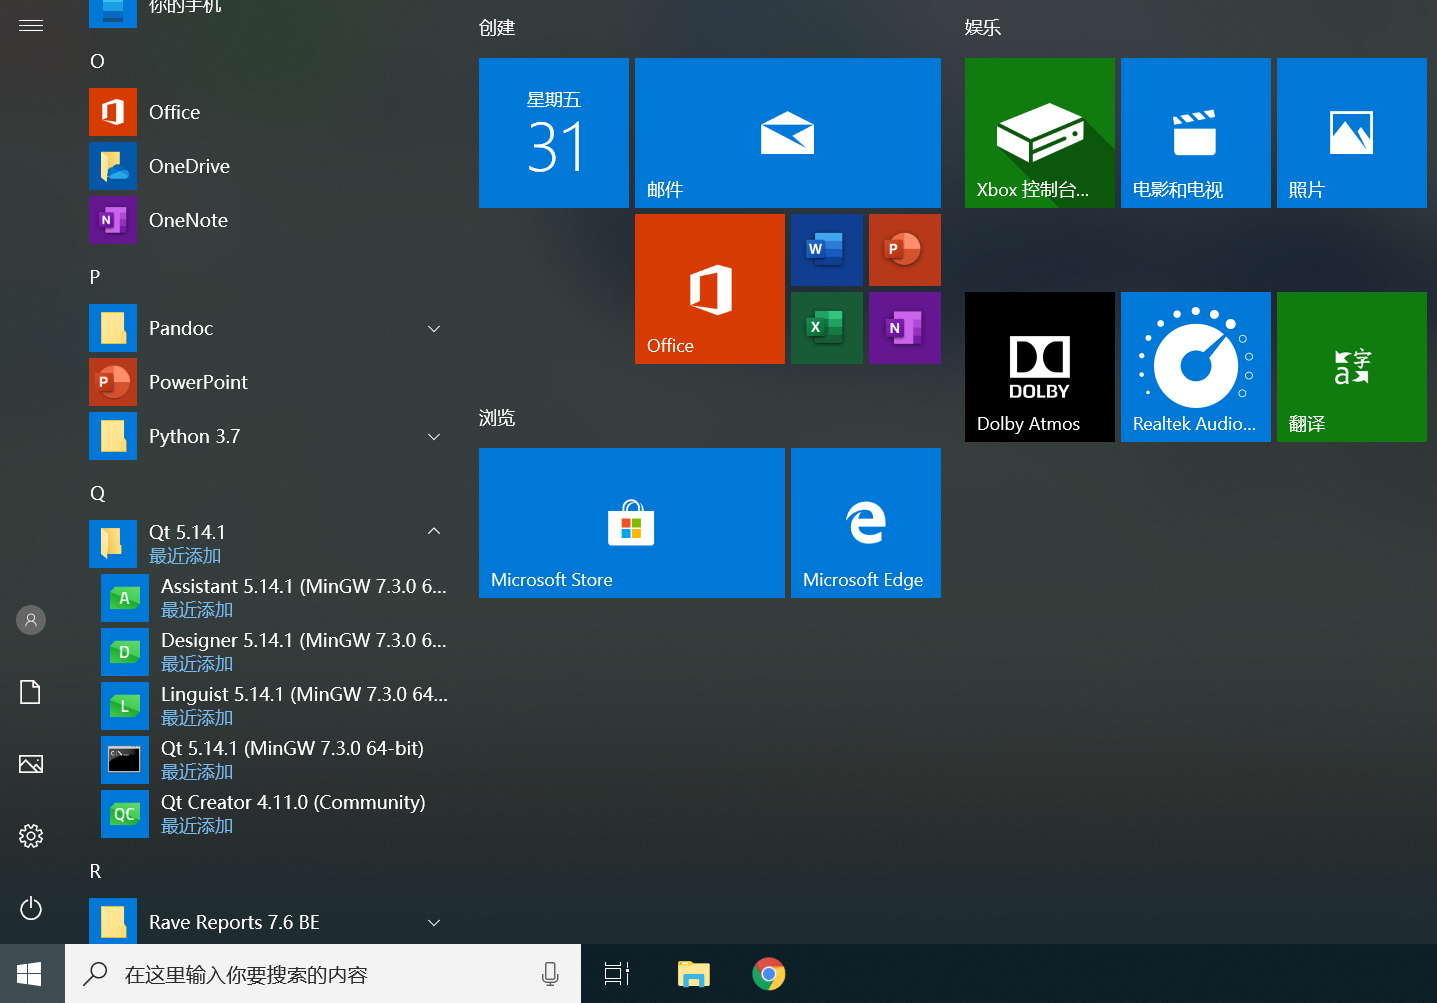 你的手机
O
Office
OneDrive
OneNote
P
Pandoc
PowerPoint
Python 3.7
Q
Qt 5.14.1
最近添加
Assistant 5.14.1 (MinGW 7.3.0 6...
最近添加
Designer 5.14.1 (MinGW 7.3.0 6...
最近添加
Linguist 5.14.1 (MinGW 7.3.0 64...
最近添加
Qt 5.14.1 (MinGW 7.3.0 64-bit)
最近添加
Qt Creator 4.11.0 (Community)
最近添加
R
Rave Reports 7.6 BE
创建
星期五
31
邮件
Office
浏览
Microsoft Store
Microsoft Edge
娱乐
Xbox 控制台...
电影和电视
照片
DOLBY
Dolby Atmos
Realtek Audio...
翻译
在这里输入你要搜索的内容